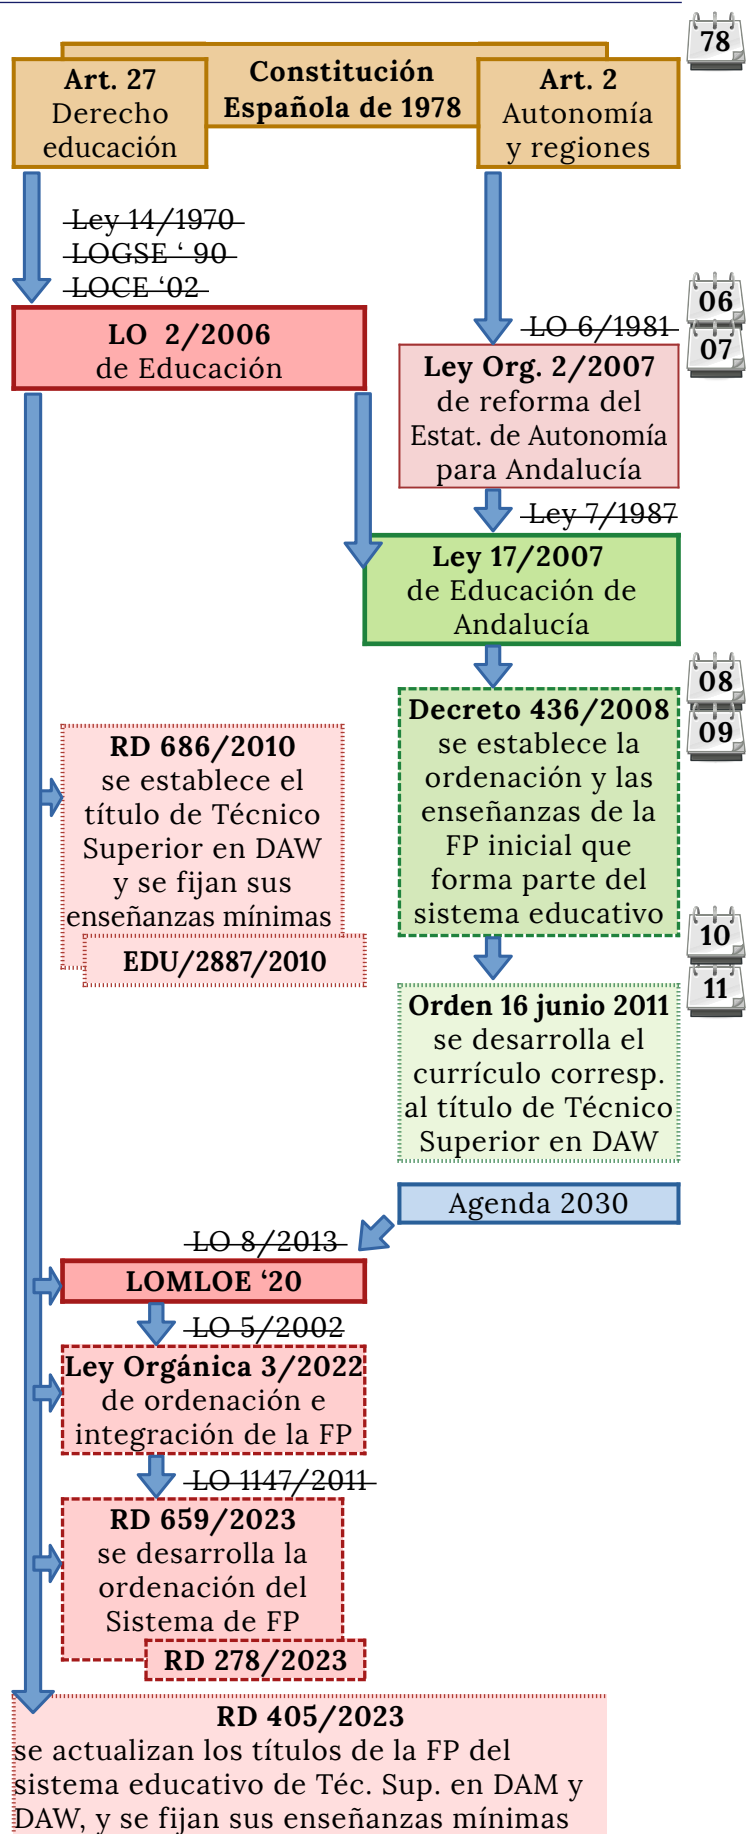 78
Art. 27
Derecho
educación
Constitución
Española de 1978
Art. 2
Autonomía
y regiones
Ley 14/1970
LOGSE ‘ 90
LOCE ‘02
06
07
LO 2/2006
de Educación
LO 6/1981
Ley Org. 2/2007
de reforma del
Estat. de Autonomía
para Andalucía
Ley 7/1987
Ley 17/2007
de Educación de
Andalucía
08
09
Decreto 436/2008
se establece la
ordenación y las
enseñanzas de la
FP inicial que
forma parte del
sistema educativo
RD 686/2010
se establece el
título de Técnico
Superior en DAW
y se fijan sus
enseñanzas mínimas
EDU/2887/2010
10
11
Orden 16 junio 2011
se desarrolla el
currículo corresp.
al título de Técnico
Superior en DAW
Agenda 2030
LO 8/2013
LOMLOE ‘20
LO 5/2002
Ley Orgánica 3/2022
de ordenación e
integración de la FP
LO 1147/2011
RD 659/2023
se desarrolla la
ordenación del
Sistema de FP
RD 278/2023
RD 405/2023
se actualizan los títulos de la FP del
sistema educativo de Téc. Sup. en DAM y
DAW, y se fijan sus enseñanzas mínimas